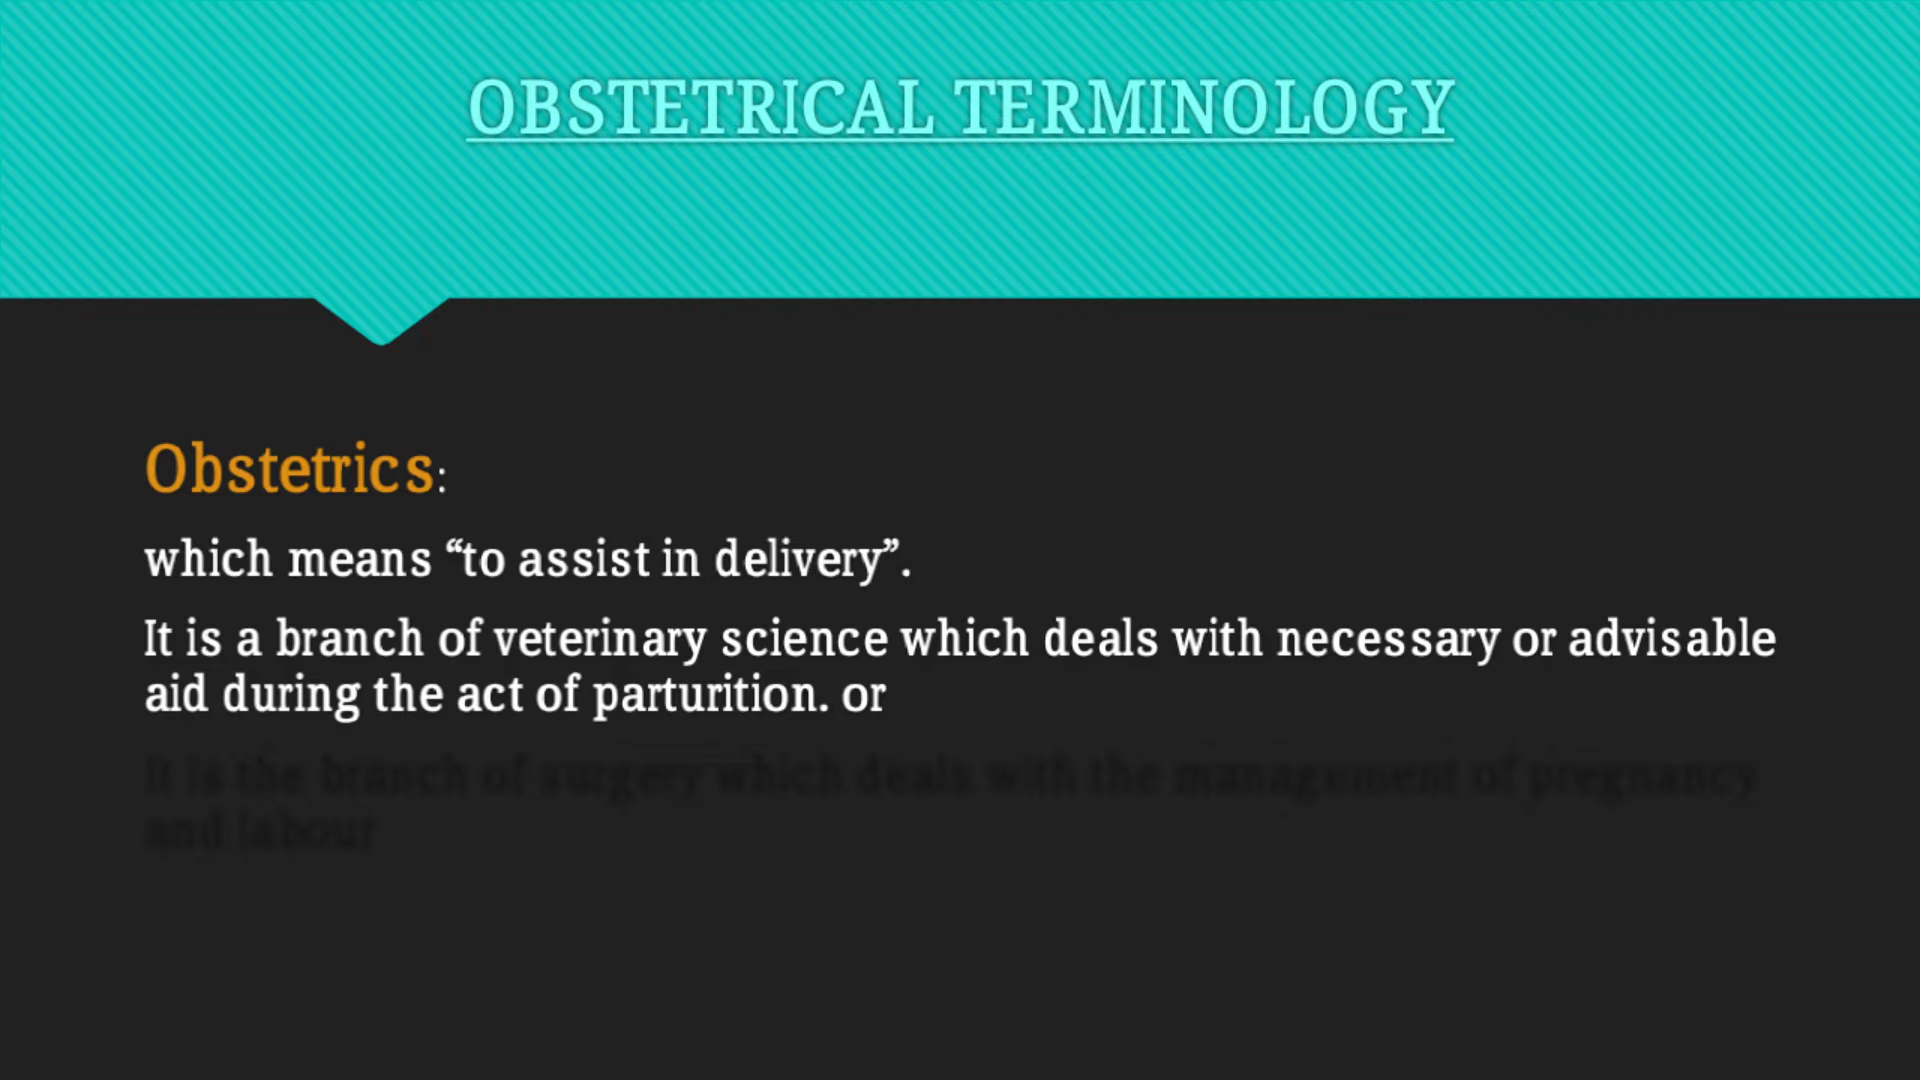 OBSTETRICAL TERMINOLOGY
Obstetrics:
which means “to assist in delivery”.
It is a branch of veterinary science which deals with necessary or advisable
aid during the act of parturition. or
It is the branch of surgery which deals with the management of pregnancy
and labour